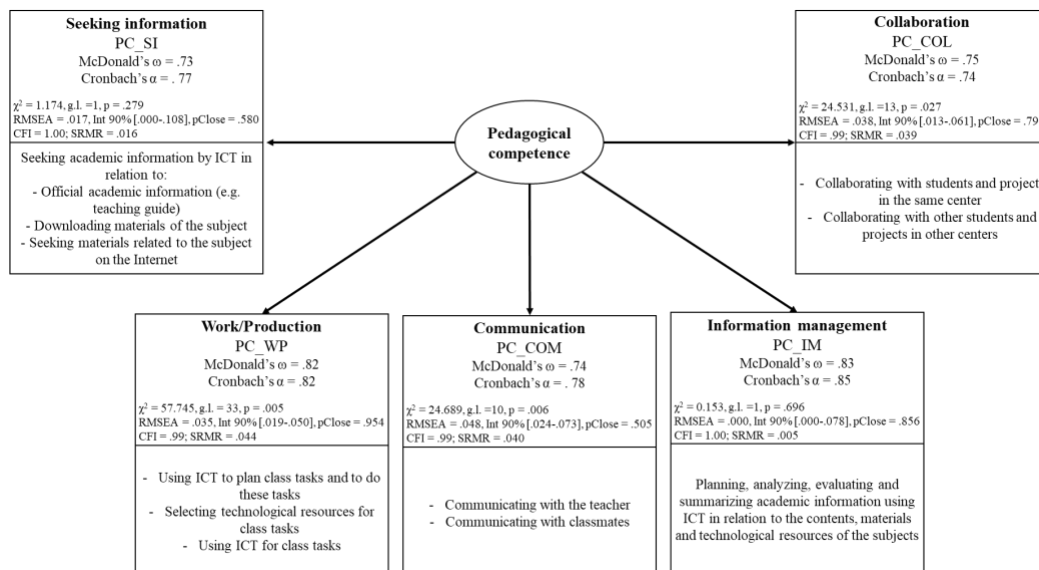 Seeking information
PC_SI
McDonald's ω = .73
Cronbach's α = . 77
χ² = 1.174, g.l. =1, p = .279
RMSEA = .017, Int 90% [.000-.108], pClose = .580
CFI = 1.00; SRMR = .016
Seeking academic information by ICT in
relation to:
- Official academic information (e.g.
teaching guide)
- Downloading materials of the subject
- Seeking materials related to the subject
on the Internet
Pedagogical
competence
Collaboration
PC_COL
McDonald's ω = .75
Cronbach's α = .74
χ² = 24.531, g.l. =13, p = .027
RMSEA = .038, Int 90% [.013-.061], pClose = .79
CFI = .99; SRMR = .039
- Collaborating with students and project
in the same center
- Collaborating with other students and
projects in other centers
Work/Production
PC_WP
McDonald's ω = .82
Cronbach's α = .82
χ² = 57.745, g.l. = 33, p = .005
RMSEA = .035, Int 90% [.019-.050], pClose = .954
CFI = .99; SRMR = .044
- Using ICT to plan class tasks and to do
these tasks
- Selecting technological resources for
class tasks
- Using ICT for class tasks
Communication
PC_COM
McDonald's ω = .74
Cronbach's α = . 78
χ² = 24.689, g.l. =10, p = .006
RMSEA = .048, Int 90% [.024-.073], pClose = .505
CFI = .99; SRMR = .040
- Communicating with the teacher
- Communicating with classmates
Information management
PC_IM
McDonald's ω = .83
Cronbach's α = .85
χ² = 0.153, g.l. =1, p = .696
RMSEA = .000, Int 90% [.000-.078], pClose = .856
CFI = 1.00; SRMR = .005
Planning, analyzing, evaluating and
summarizing academic information using
ICT in relation to the contents, materials
and technological resources of the subjects